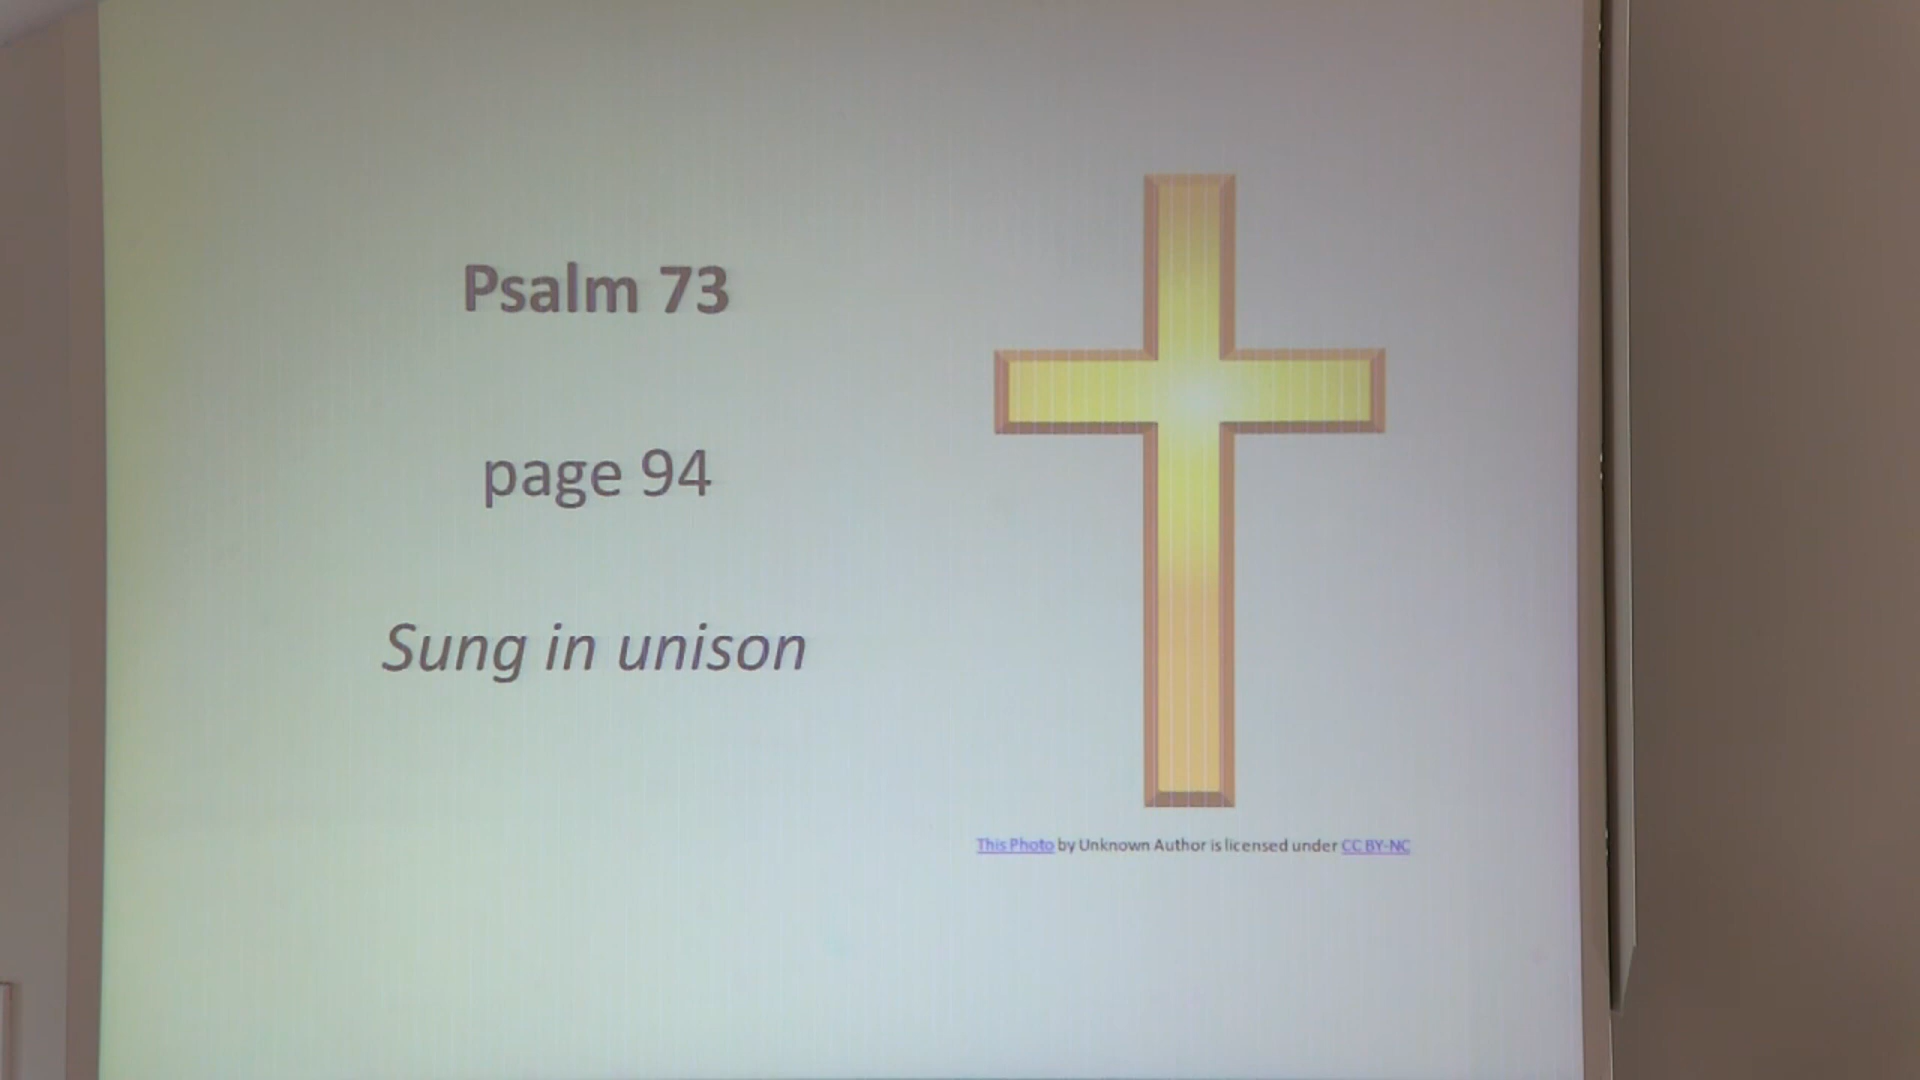 Psalm 73
page 94
Sung in unison
This Photo by Unknown Author is licensed under CC BY-NC